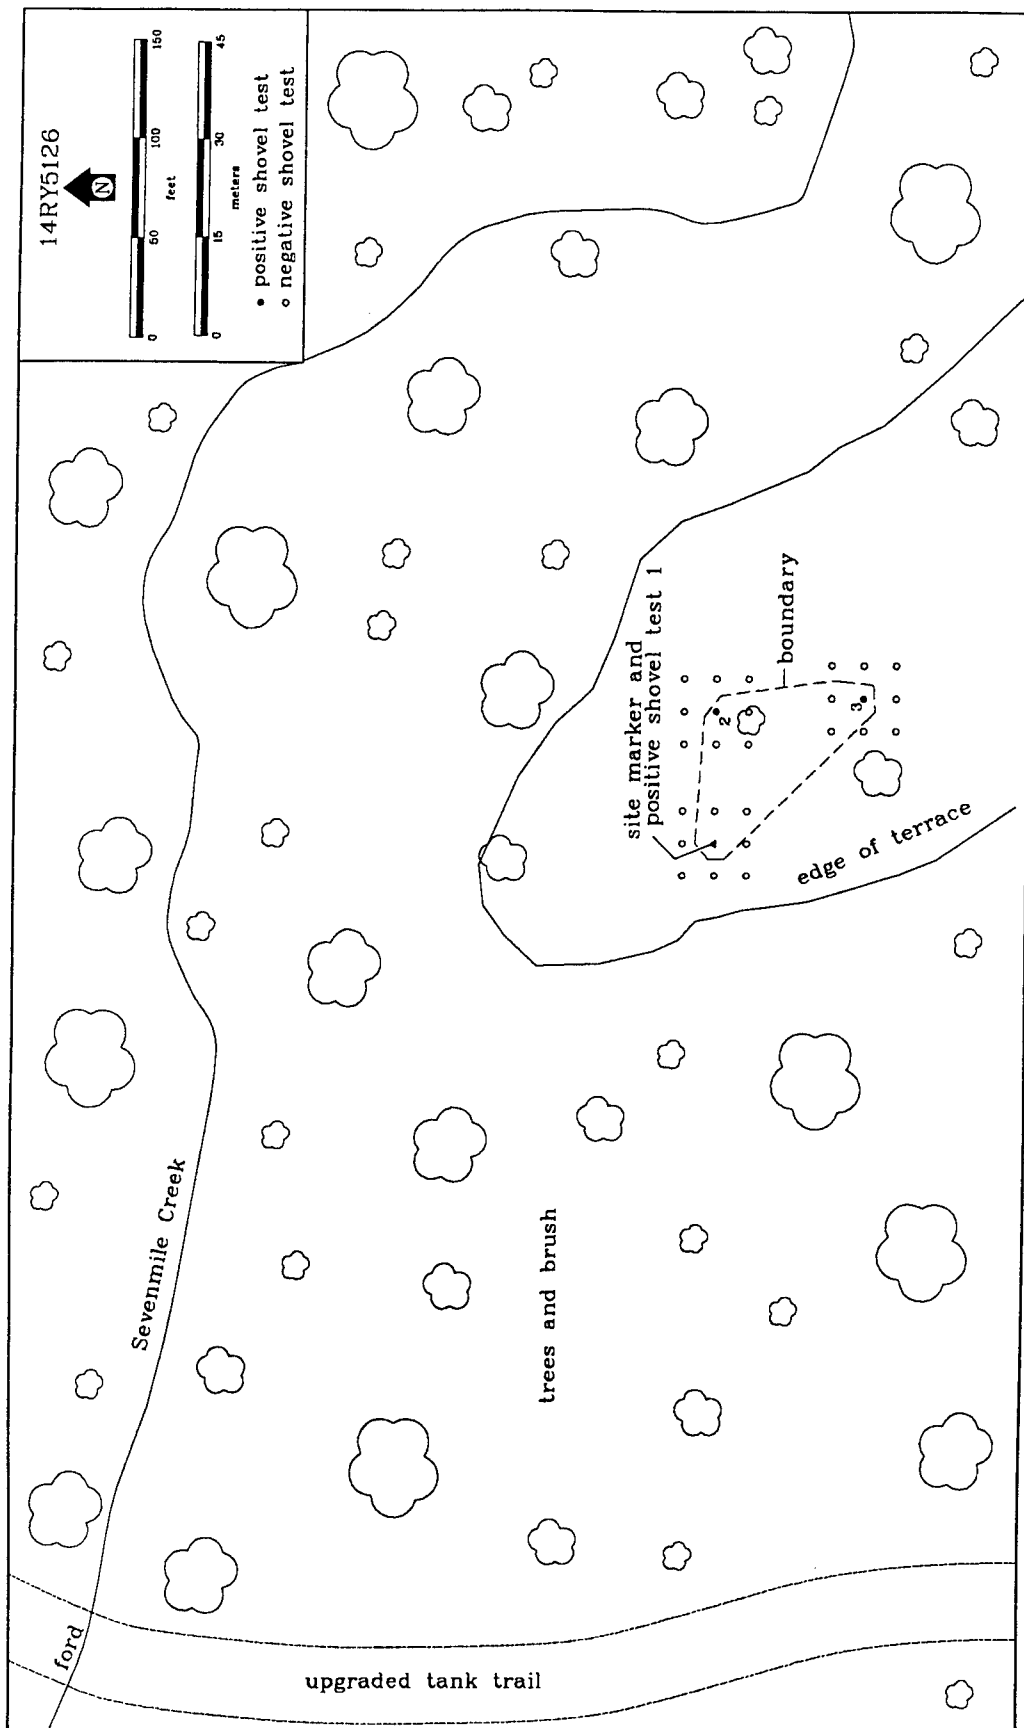 14RY5126
N
0 50 100 150
feet
0 15 30 45
meters
• positive shovel test
o negative shovel test
Sevenmile Creek
ford
upgraded tank trail
trees and brush
site marker and
positive shovel test 1
2
boundary
3
edge of terrace